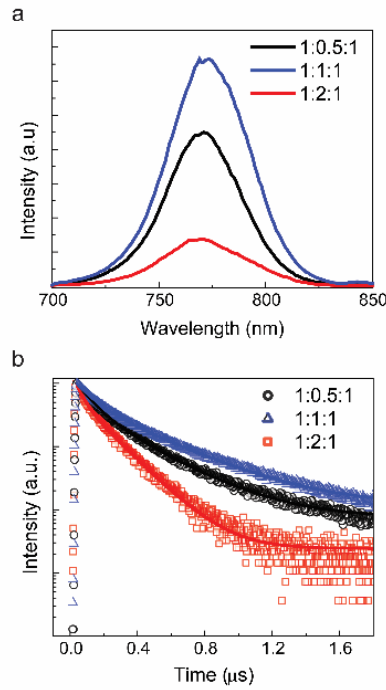 a
1:0.5:1
1:1:1
1:2:1
Intensity (a.u)
700 750 800 850
Wavelength (nm)
b
1:0.5:1
1:1:1
1:2:1
Intensity (a.u.)
0.0 0.4 0.8 1.2 1.6
Time (μs)